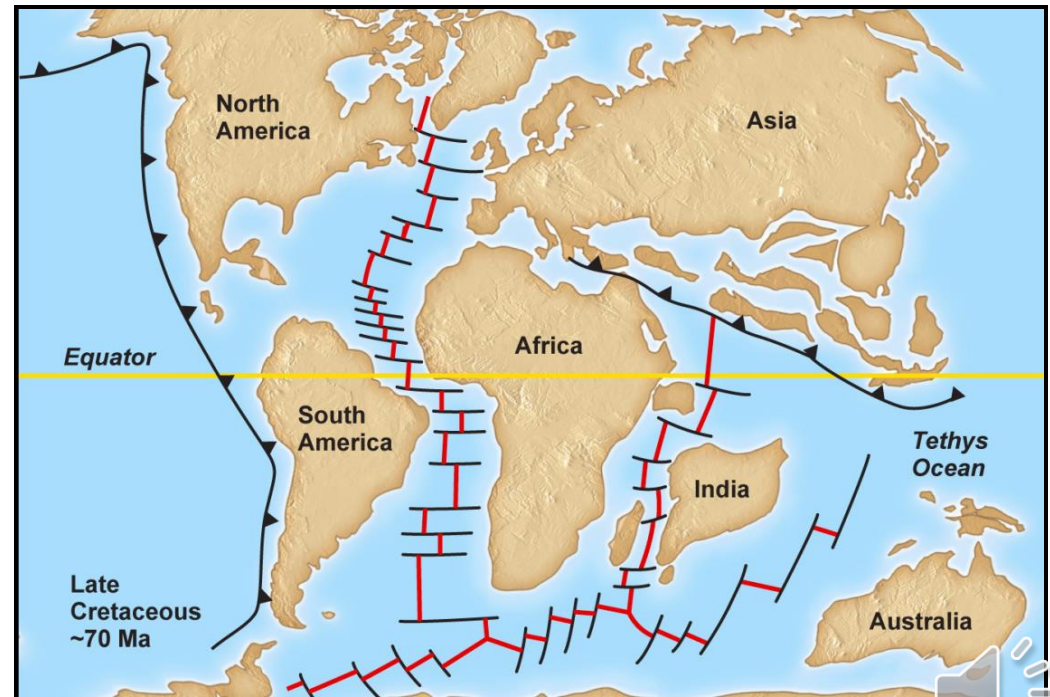 North
America
Asia
Equator
Africa
South
America
Tethys
Ocean
India
Late
Cretaceous
~70 Ma
Australia